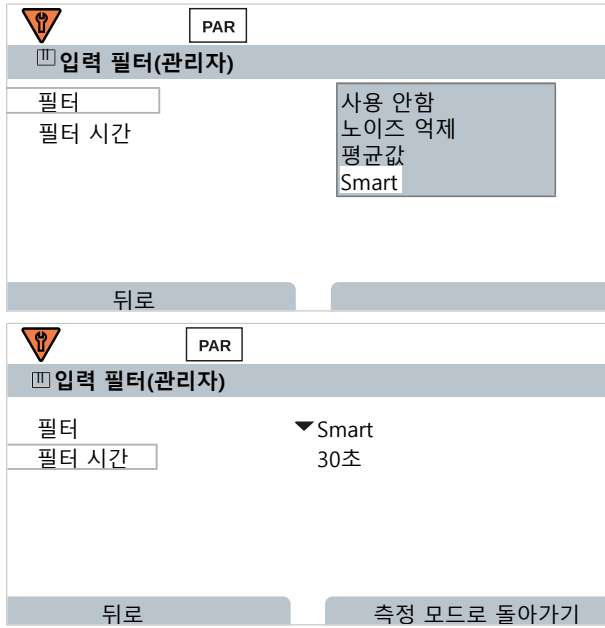 PAR
Ⅲ 입력 필터(관리자)
필터
필터 시간
사용 안함
노이즈 억제
평균값
Smart
뒤로
PAR
Ⅲ 입력 필터(관리자)
필터 Smart
필터 시간 30초
뒤로 측정 모드로 돌아가기